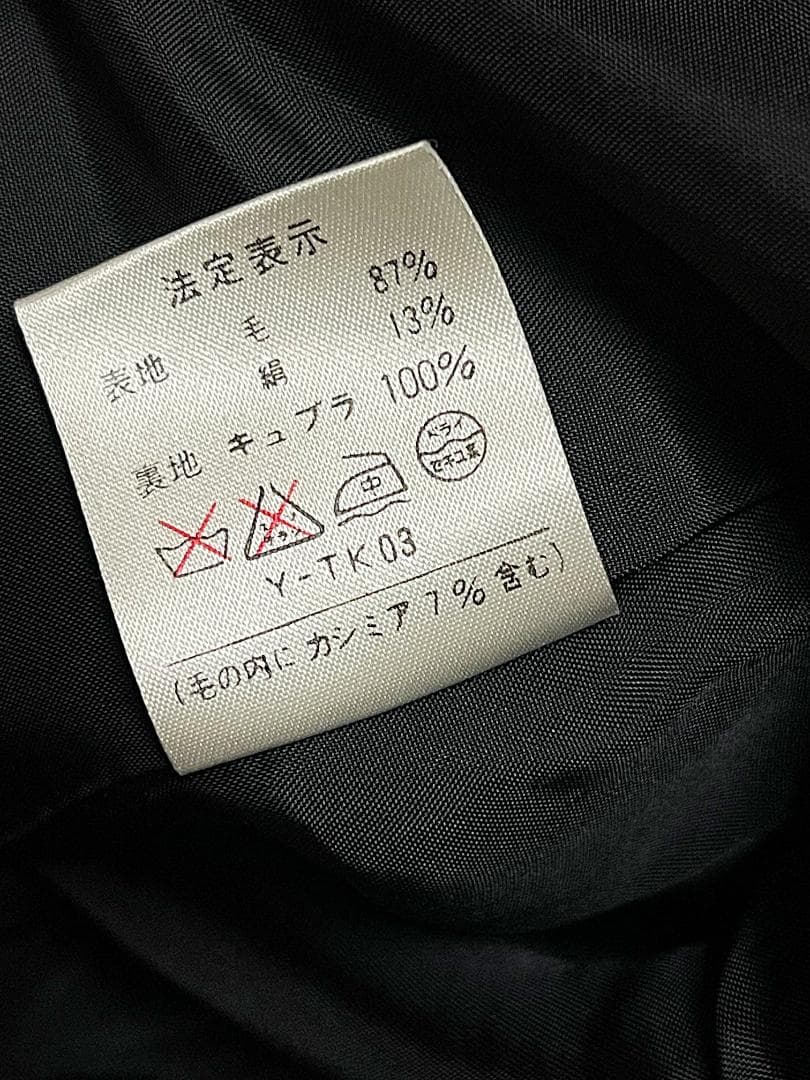 法定表示
表地 毛 87%
絹 13%
裏地 キュプラ 100%
中 ドライ セキユ系
Y-TK03
(毛の内に カシミア 7% 含む)